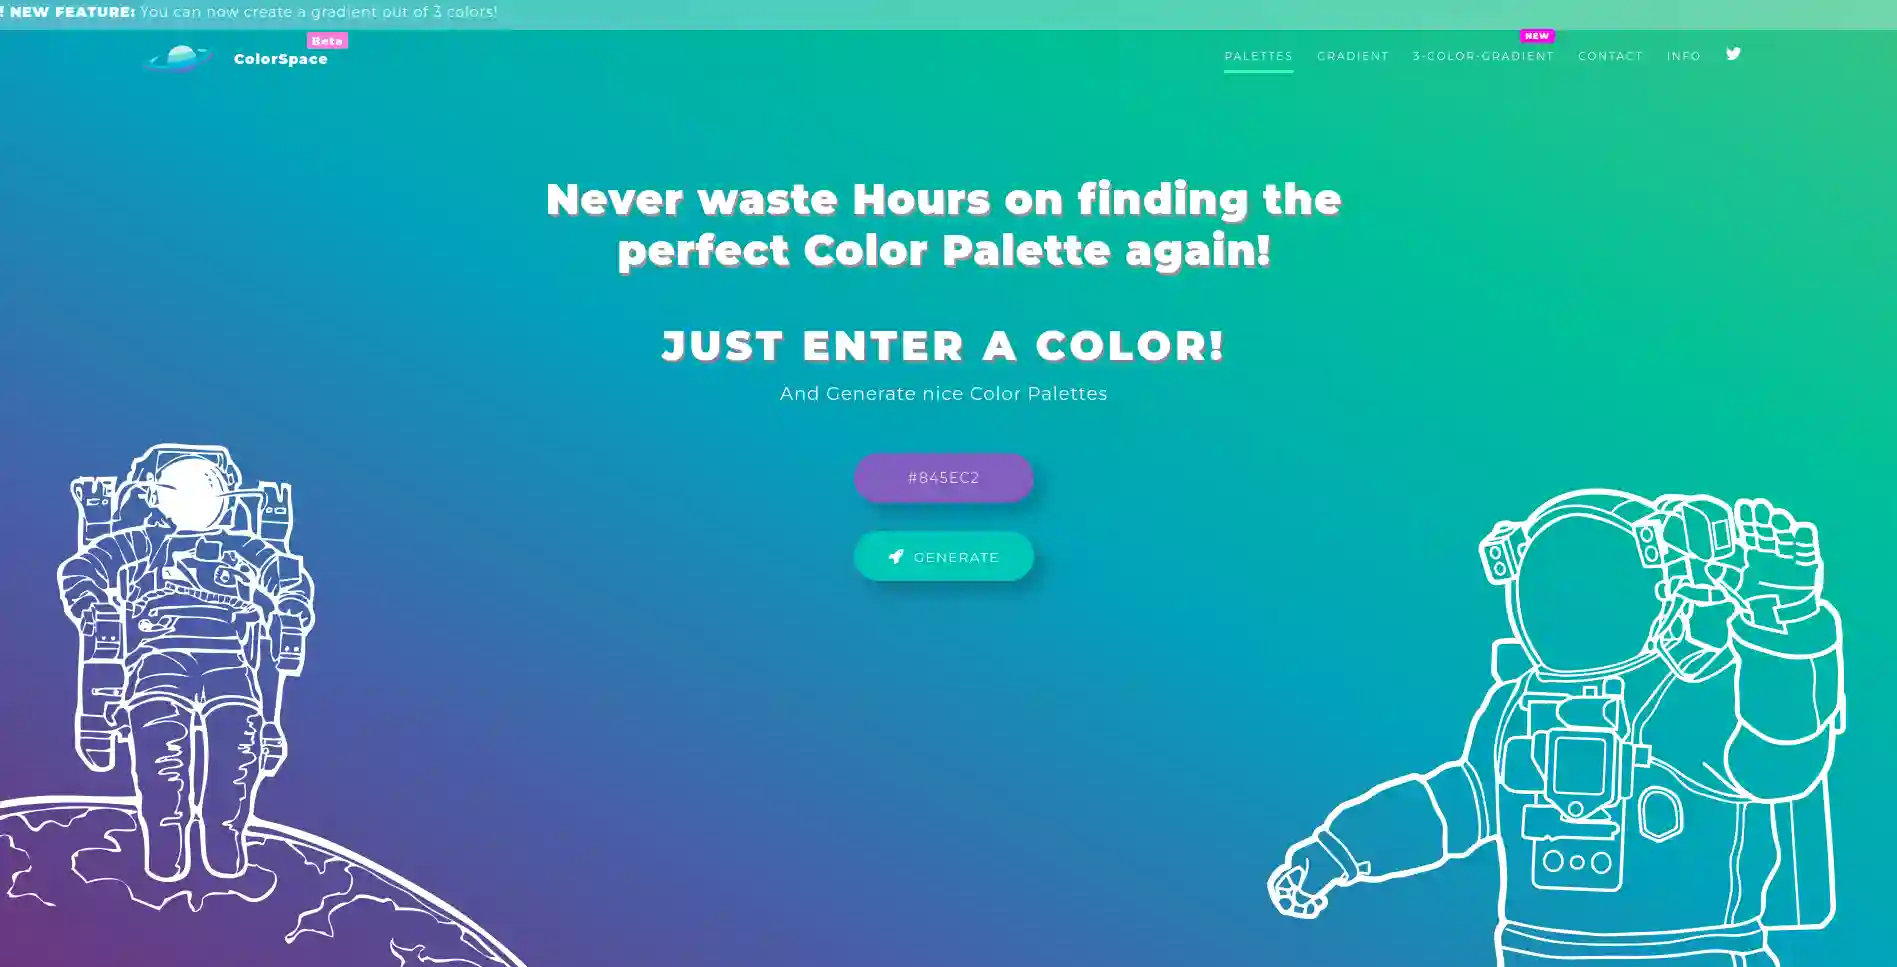 ! NEW FEATURE: You can now create a gradient out of 3 colors!
Beta
ColorSpace
NEW
PALETTES GRADIENT 3-COLOR-GRADIENT CONTACT INFO
Never waste Hours on finding the
perfect Color Palette again!
JUST ENTER A COLOR!
And Generate nice Color Palettes
#845EC2
GENERATE